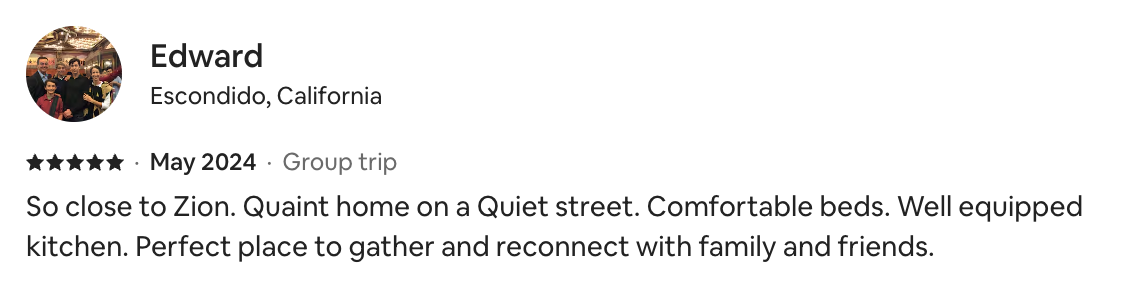 Edward
Escondido, California
★★★★★ · May 2024 · Group trip
So close to Zion. Quaint home on a Quiet street. Comfortable beds. Well equipped
kitchen. Perfect place to gather and reconnect with family and friends.